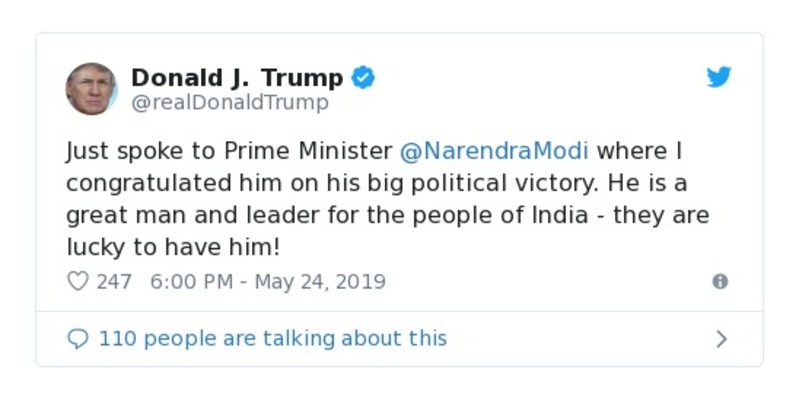 Donald J. Trump
@realDonaldTrump
Just spoke to Prime Minister @NarendraModi where I
congratulated him on his big political victory. He is a
great man and leader for the people of India - they are
lucky to have him!
247 6:00 PM - May 24, 2019
110 people are talking about this